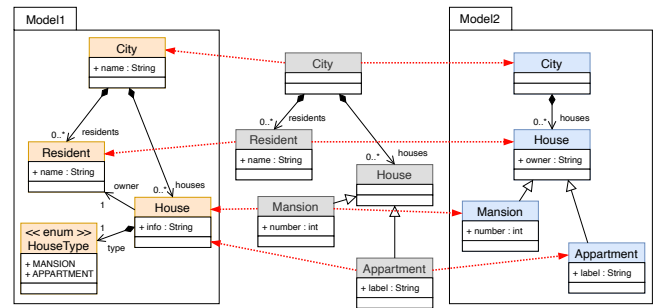 Model1
City
+ name : String
0..*
residents
Resident
+ name : String
owner
1
0..*
houses
House
+ info : String
<< enum >>
HouseType
+ MANSION
+ APPARTMENT
1
type
City
0..*
residents
Resident
+ name : String
0..*
houses
House
Mansion
+ number : int
Appartment
+ label : String
Model2
City
0..*
houses
House
+ owner : String
Mansion
+ number : int
Appartment
+ label : String